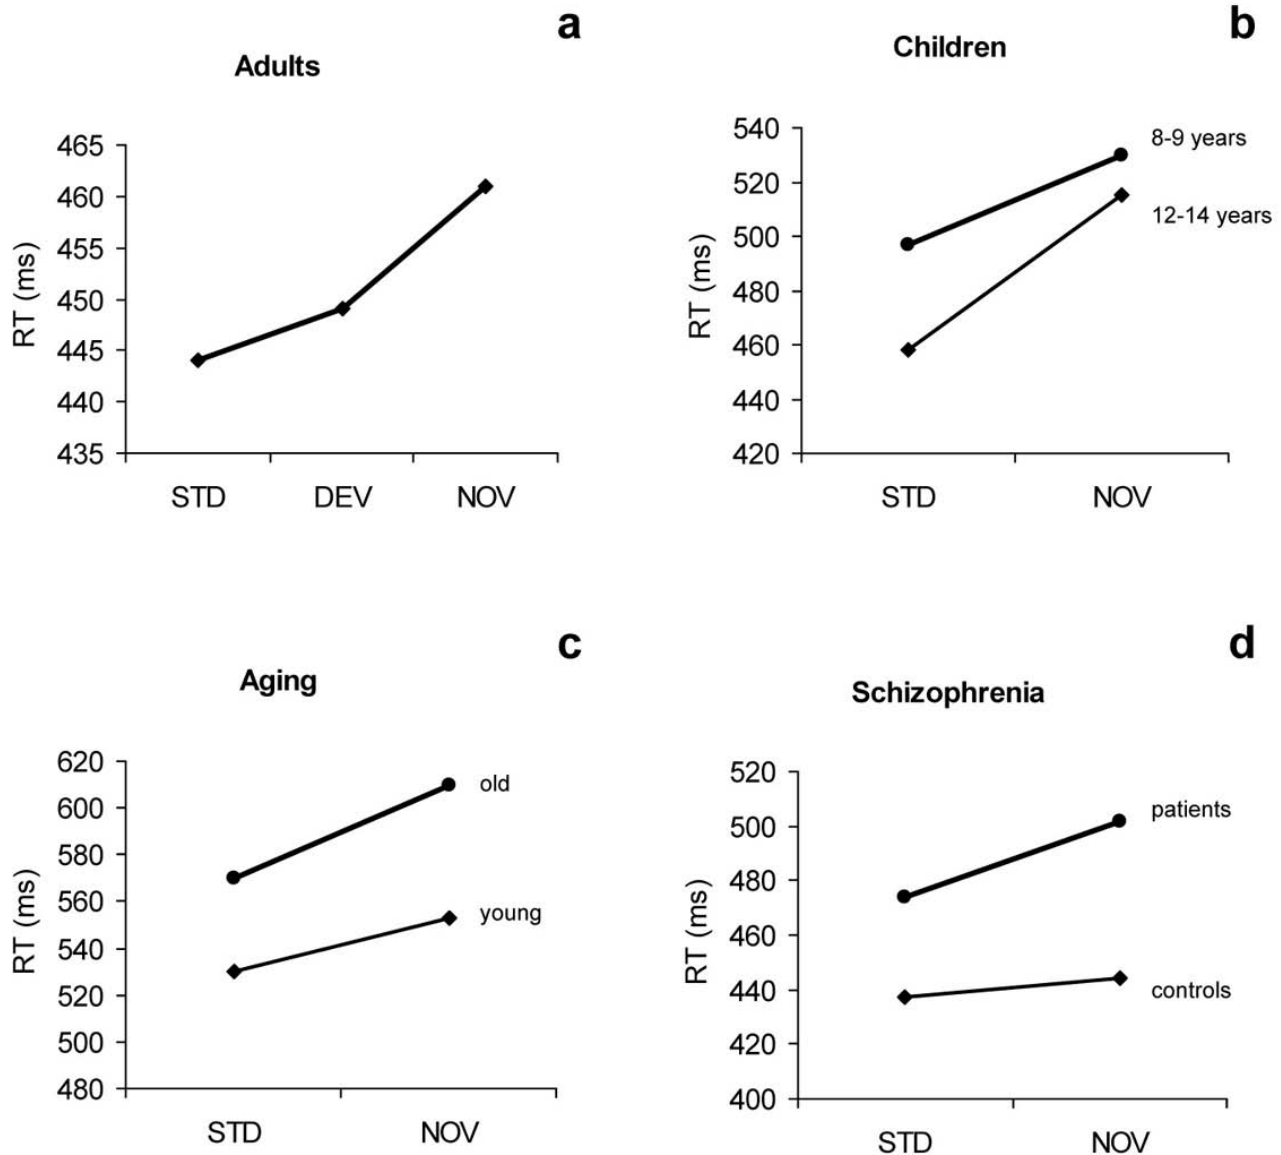 a
Adults
465
460
455
450
445
440
435
RT (ms)
STD DEV NOV
b
Children
540
520
500
480
460
440
420
RT (ms)
8-9 years
12-14 years
STD NOV
c
Aging
620
600
580
560
540
520
500
480
RT (ms)
old
young
STD NOV
d
Schizophrenia
520
500
480
460
440
420
400
RT (ms)
patients
controls
STD NOV